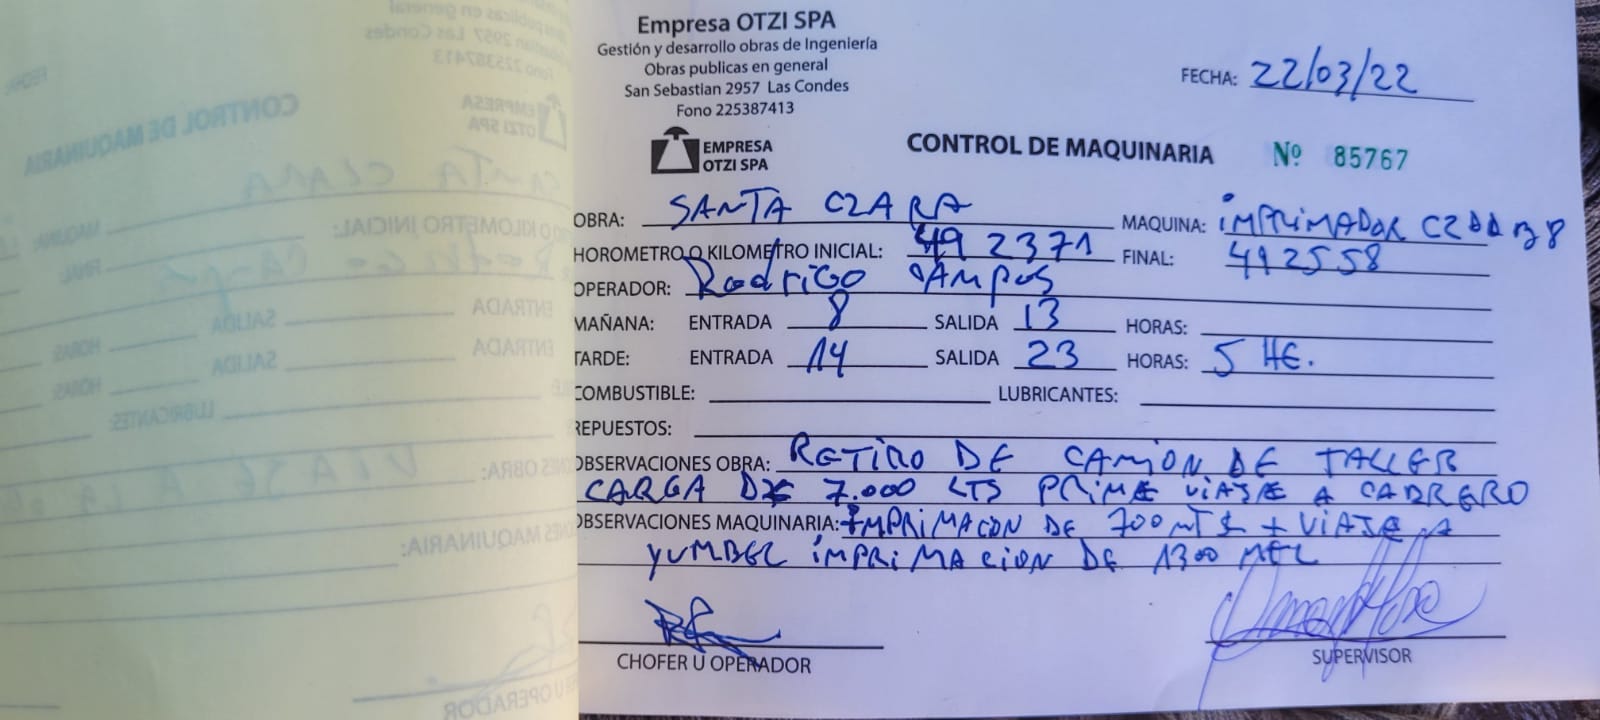 Empresa OTZI SPA
Gestión y desarrollo obras de Ingeniería
Obras publicas en general
San Sebastian 2957 Las Condes
Fono 225387413
FECHA: 22/03/22
EMPRESA
OTZI SPA
CONTROL DE MAQUINARIA Nº 85767
OBRA: SANTA CLARA MAQUINA: IMPRIMADOR
HOROMETRO O KILOMETRO INICIAL: 492371 FINAL: 492558
OPERADOR: RODRIGO CAMPOS
MAÑANA: ENTRADA 8 SALIDA 13 HORAS:
TARDE: ENTRADA 14 SALIDA 23 HORAS: 5 HE.
COMBUSTIBLE: LUBRICANTES:
REPUESTOS:
OBSERVACIONES OBRA: RETIRO DE CAMION DE TALLER
CARGA DE 7.000 LTS PRIME VIAJE A CABRERO
OBSERVACIONES MAQUINARIA: IMPRIMACON DE 700 MTS + VIAJE A
YUMBEL IMPRIMACION DE 1300
CHOFER U OPERADOR
SUPERVISOR